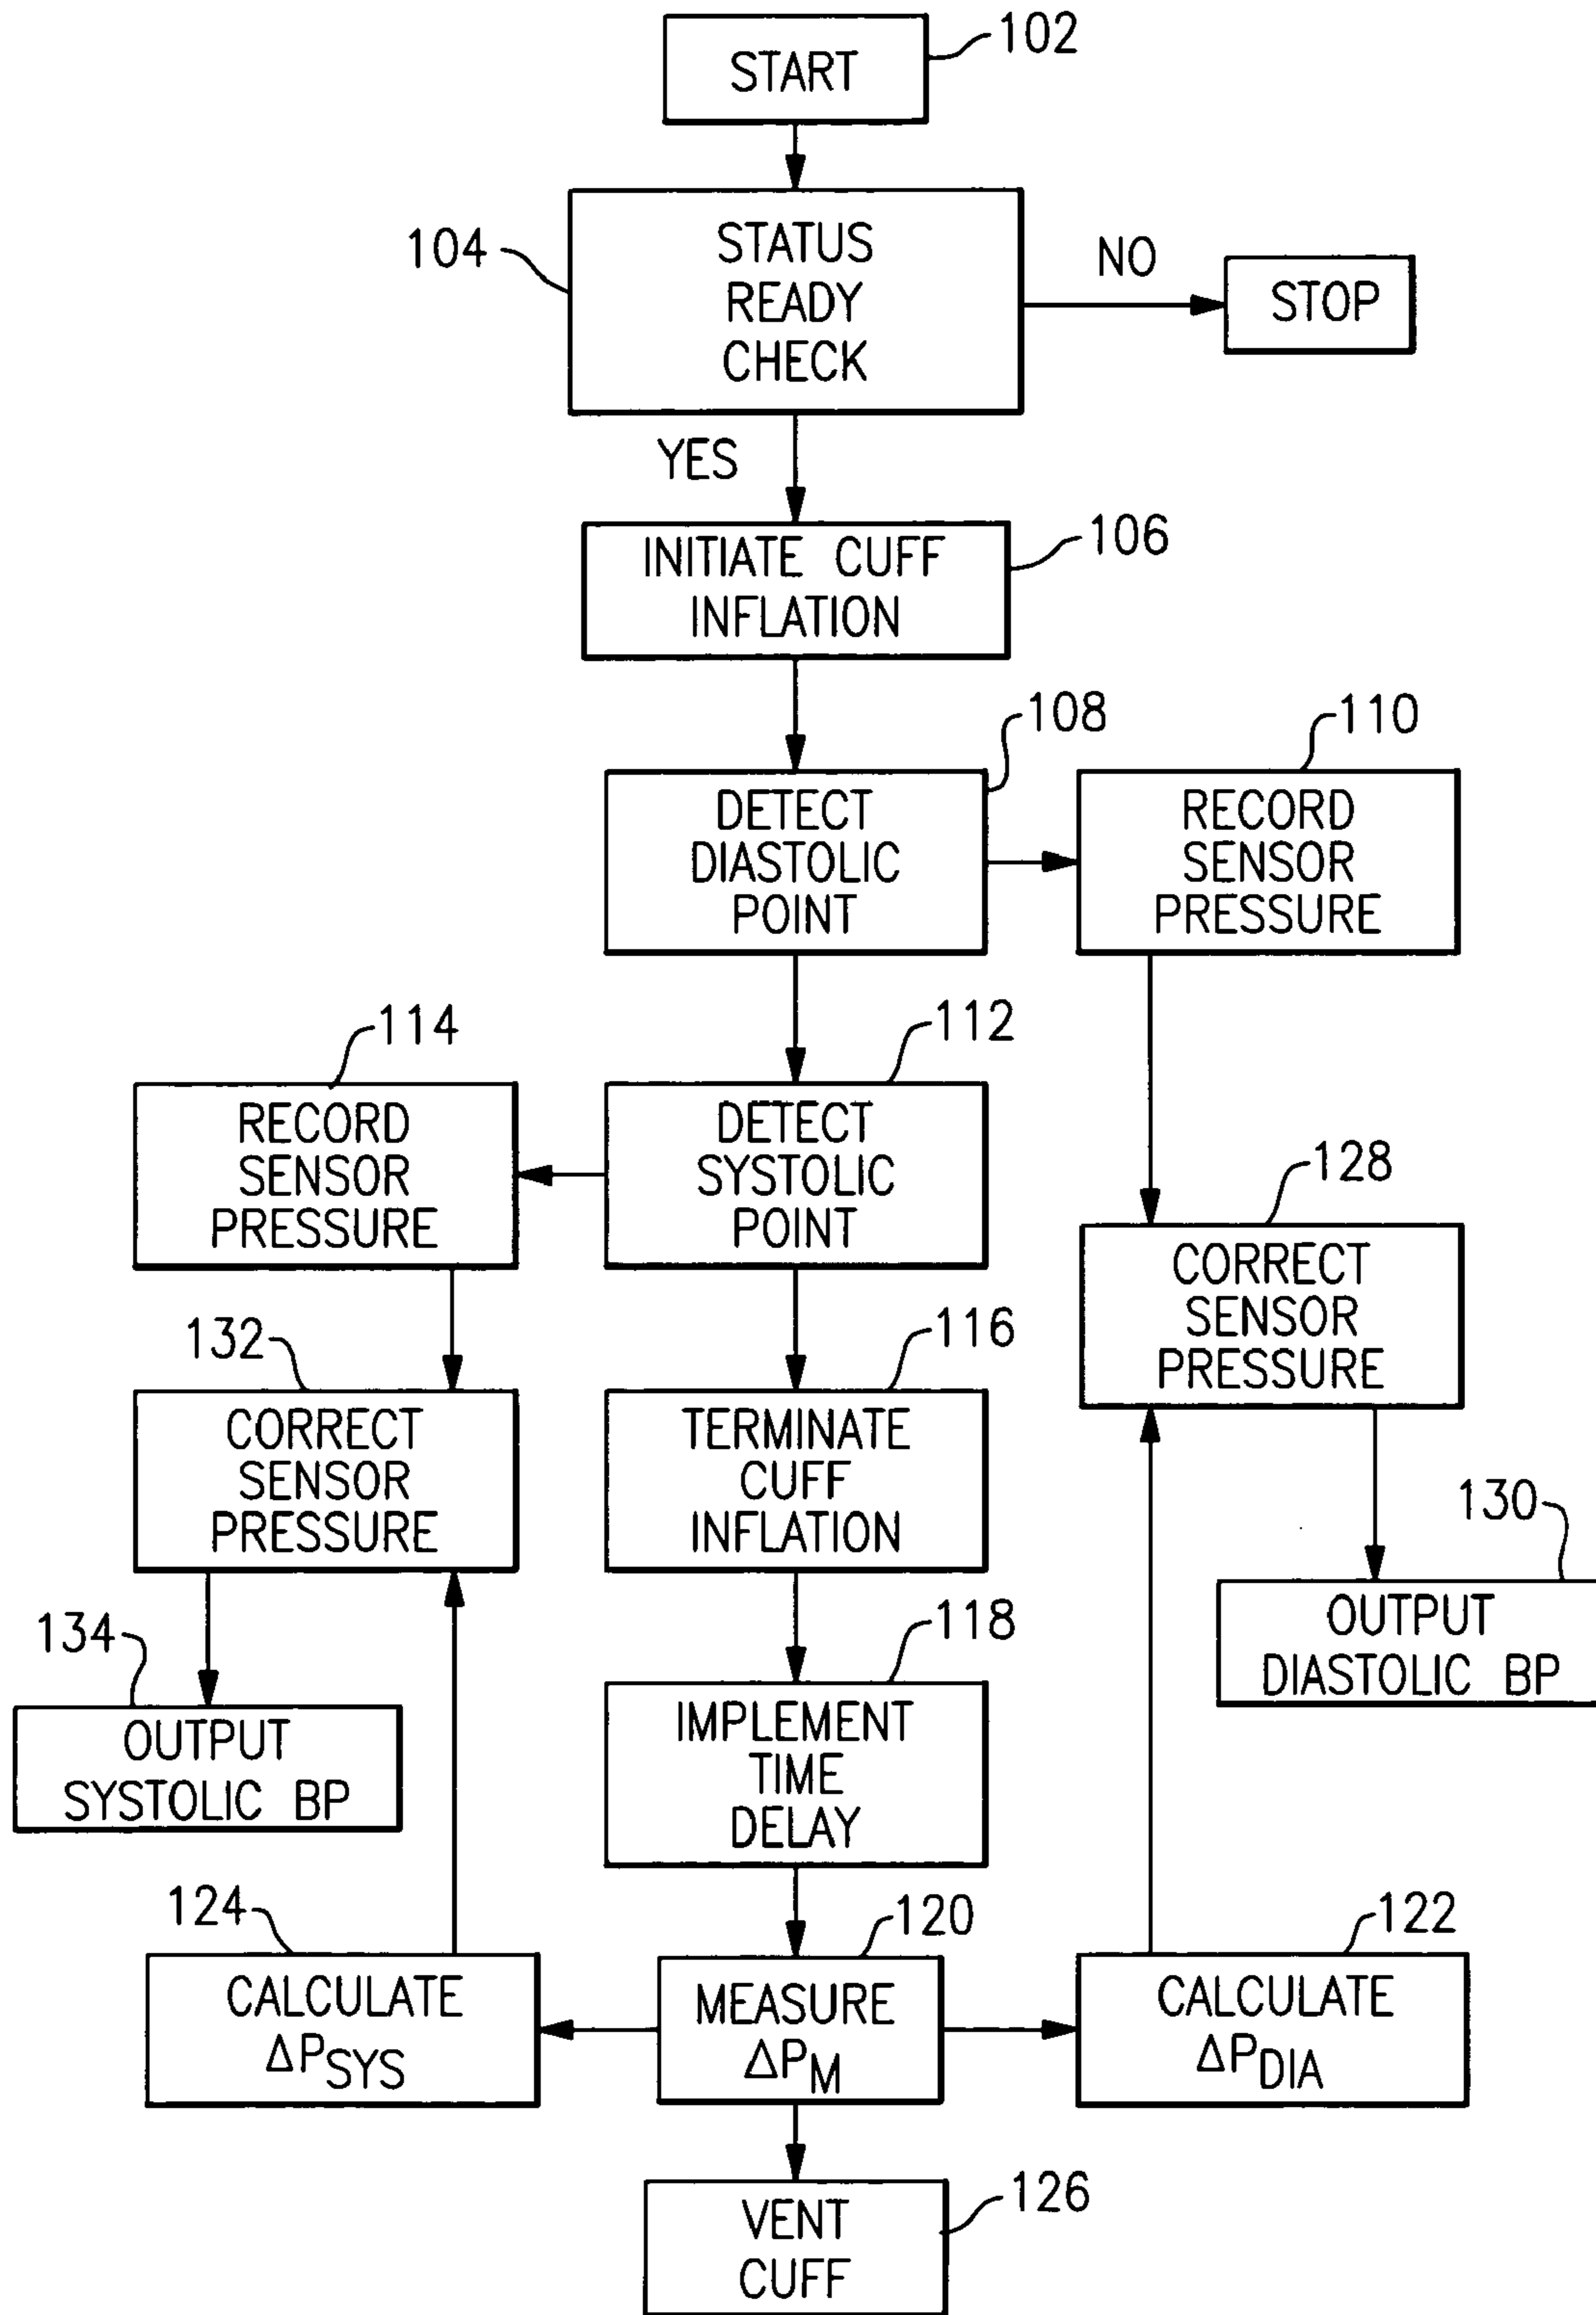 START
102
104
STATUS
READY
CHECK
NO
STOP
YES
INITIATE CUFF
INFLATION
106
108
DETECT
DIASTOLIC
POINT
110
RECORD
SENSOR
PRESSURE
114
RECORD
SENSOR
PRESSURE
112
DETECT
SYSTOLIC
POINT
128
CORRECT
SENSOR
PRESSURE
132
CORRECT
SENSOR
PRESSURE
116
TERMINATE
CUFF
INFLATION
130
OUTPUT
DIASTOLIC BP
134
OUTPUT
SYSTOLIC BP
118
IMPLEMENT
TIME
DELAY
124
CALCULATE
ΔPSYS
120
MEASURE
ΔPM
122
CALCULATE
ΔPDIA
VENT
CUFF
126